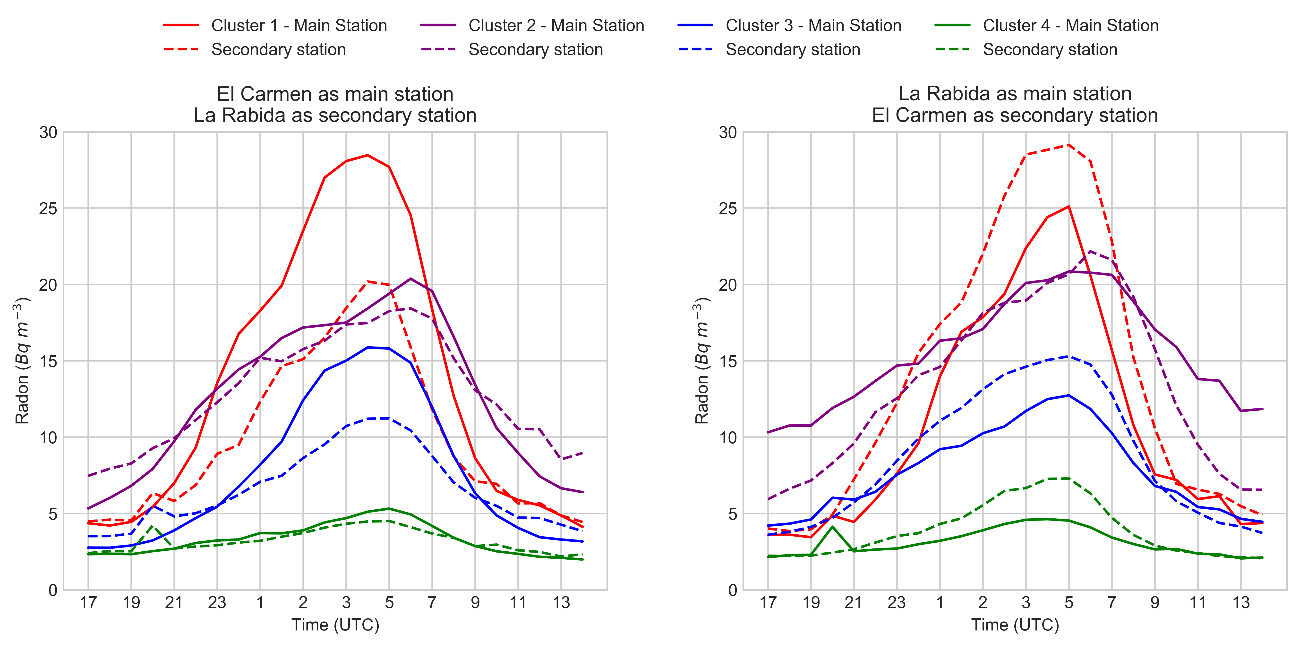 Cluster 1 - Main Station Cluster 2 - Main Station Cluster 3 - Main Station Cluster 4 - Main Station
Secondary station Secondary station Secondary station Secondary station
El Carmen as main station
La Rabida as secondary station
30
25
20
15
10
5
0
Radon (Bq m⁻³)
17 19 21 23 1 3 5 7 9 11 13
Time (UTC)
La Rabida as main station
El Carmen as secondary station
30
25
20
15
10
5
0
Radon (Bq m⁻³)
17 19 21 23 1 2 3 5 7 9 11 13
Time (UTC)